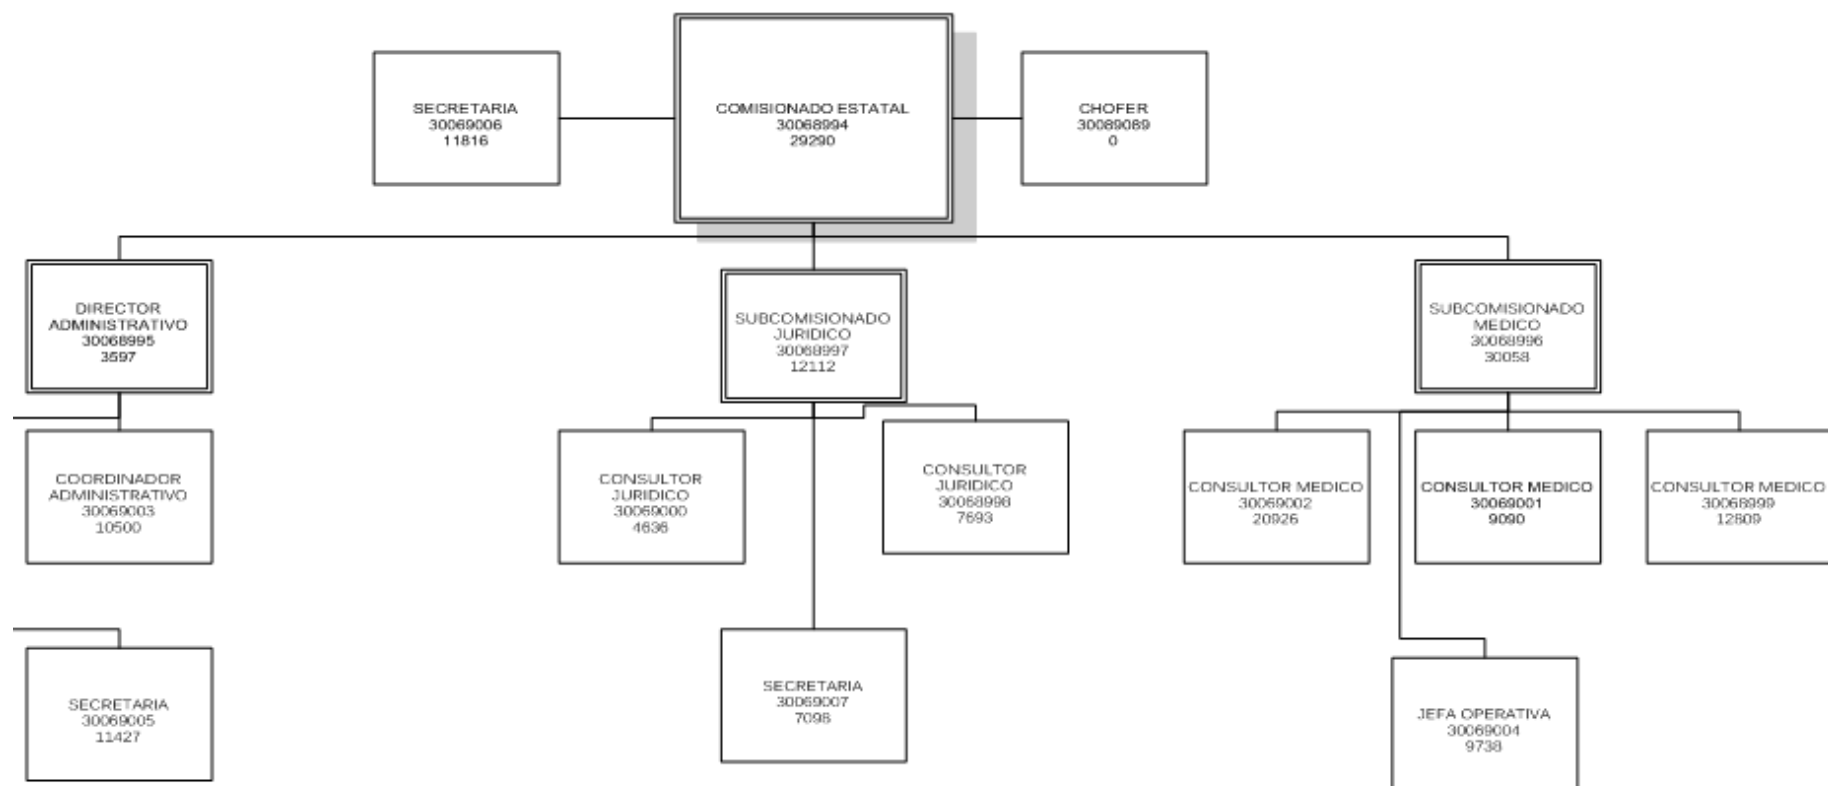 SECRETARIA
30069006
11816
COMISIONADO ESTATAL
30068994
29290
CHOFER
30089089
0
DIRECTOR
ADMINISTRATIVO
30068995
3597
SUBCOMISIONADO
JURIDICO
30068997
12112
SUBCOMISIONADO
MEDICO
30068996
30058
COORDINADOR
ADMINISTRATIVO
30069003
10500
CONSULTOR
JURIDICO
30069000
4636
CONSULTOR
JURIDICO
30068998
7693
CONSULTOR MEDICO
30069002
20926
CONSULTOR MEDICO
30069001
9090
CONSULTOR MEDICO
30068999
12809
SECRETARIA
30069005
11427
SECRETARIA
30069007
7098
JEFA OPERATIVA
30069004
9738